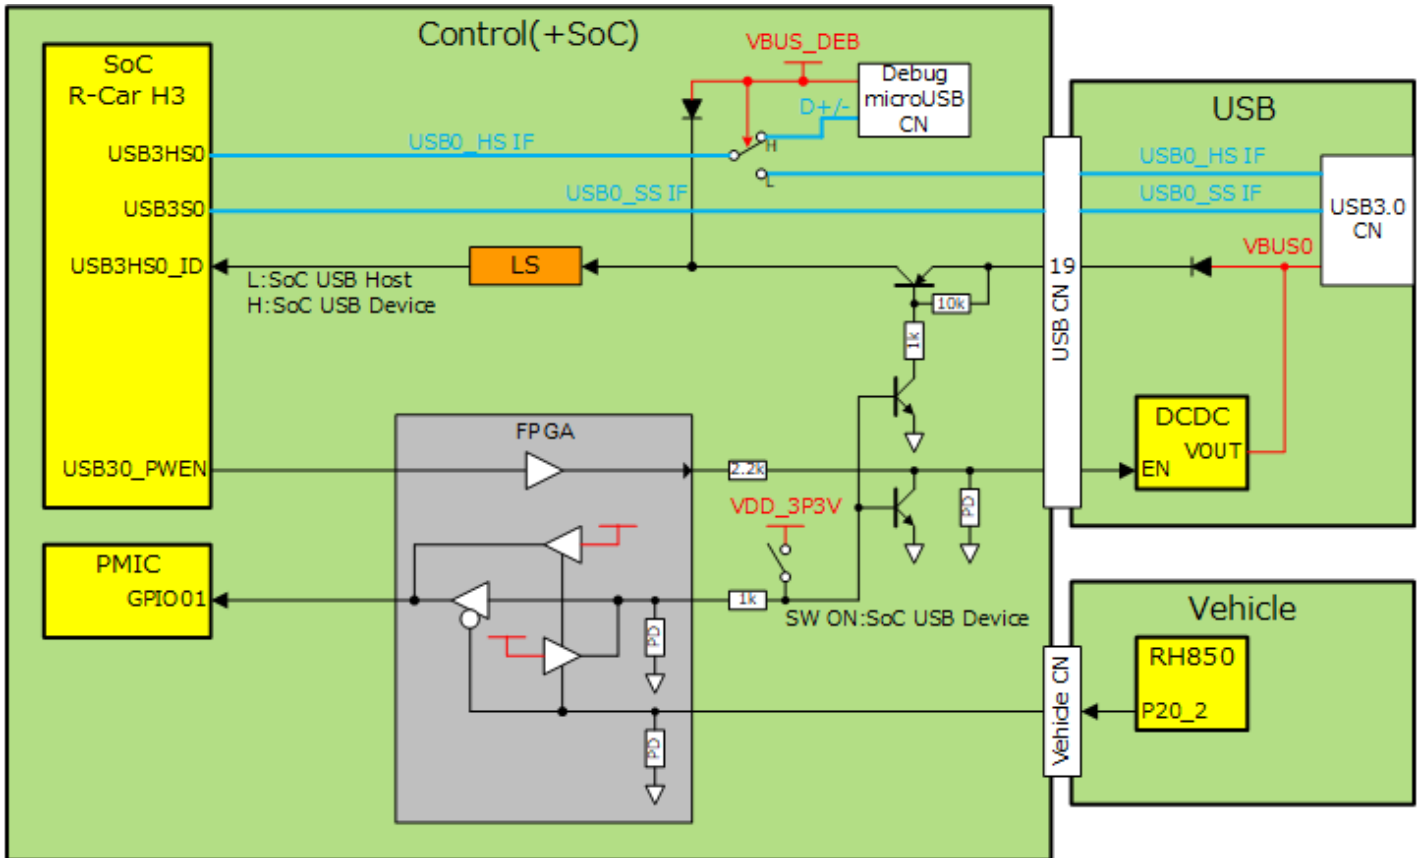 Control(+SoC)
SoC
R-Car H3
USB3HS0
USB3S0
USB3HS0_ID
USB30_PWEN
USB0_HS IF
USB0_SS IF
VBUS_DEB
D+/-
Debug
microUSB
CN
H
L
LS
L:SoC USB Host
H:SoC USB Device
10k
1k
19
USB CN
USB
USB0_HS IF
USB0_SS IF
USB3.0
CN
VBUS0
DCDC
VOUT
EN
FPGA
2.2k
PD
VDD_3P3V
1k
SW ON:SoC USB Device
PD
PD
PMIC
GPIO01
Vehicle CN
Vehicle
RH850
P20_2